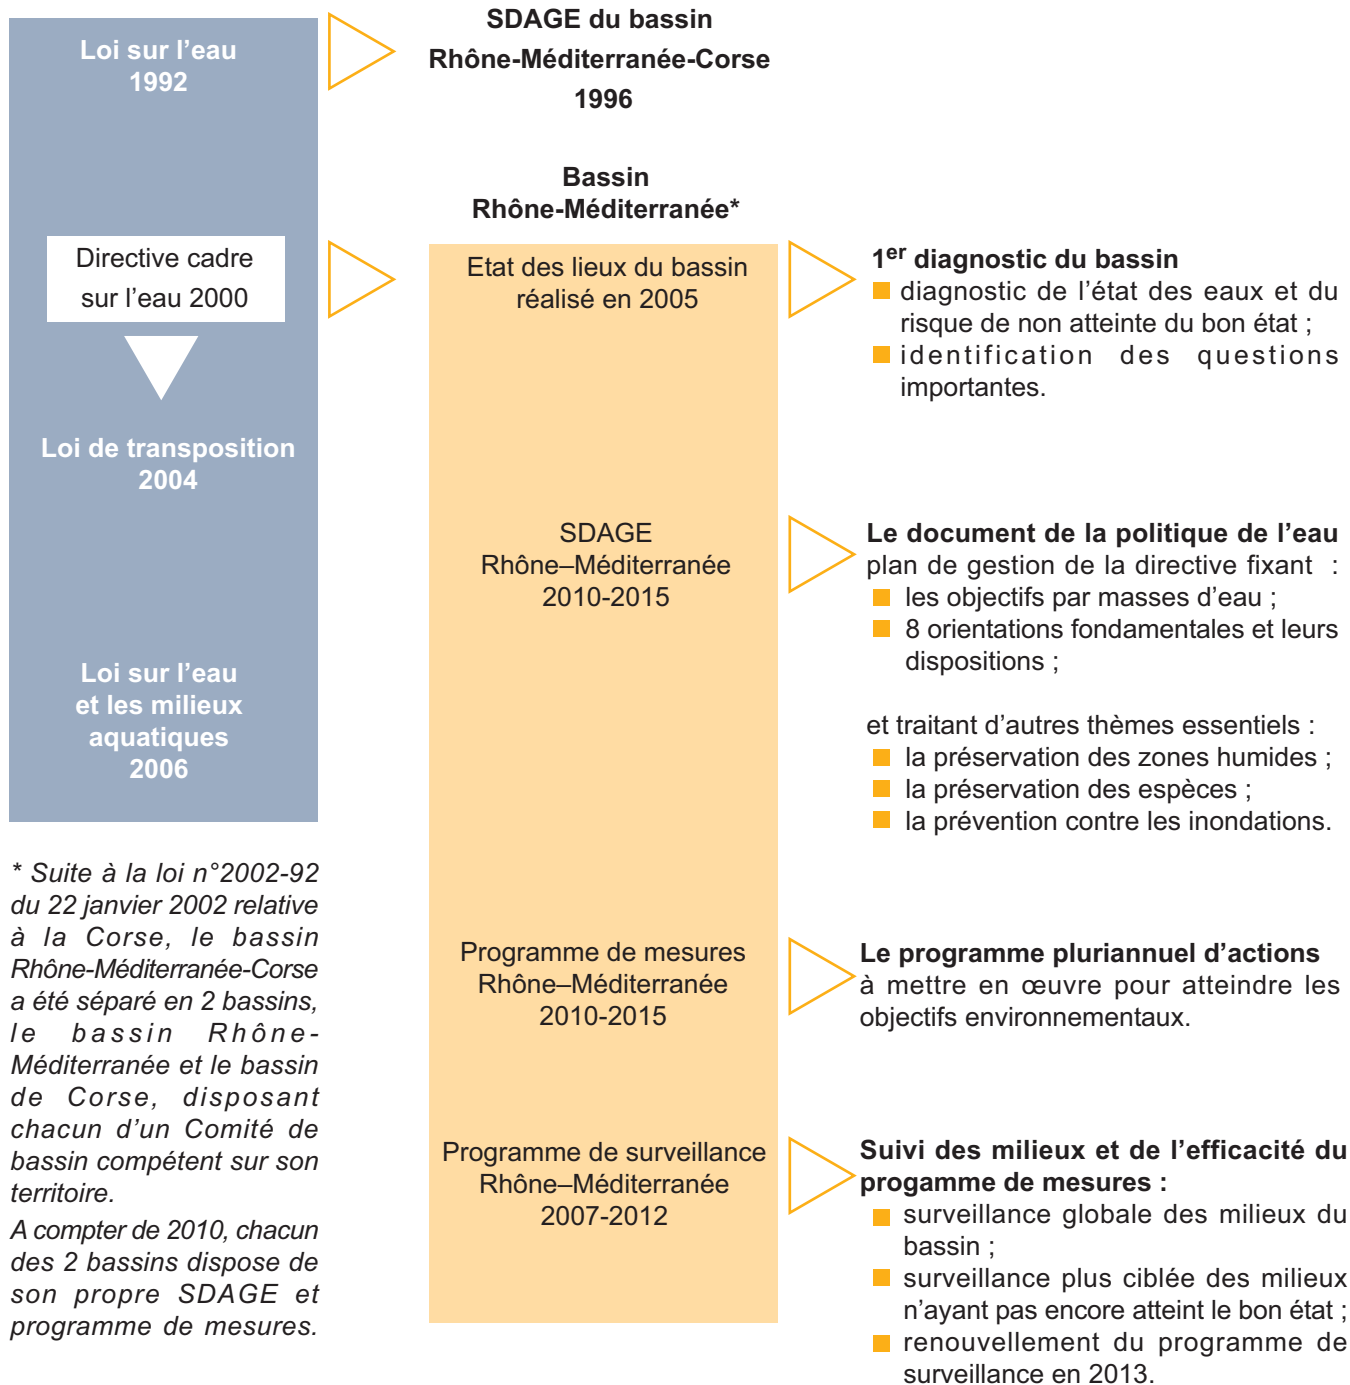 Loi sur l’eau
1992
SDAGE du bassin
Rhône-Méditerranée-Corse
1996
Bassin
Rhône-Méditerranée*
Directive cadre
sur l’eau 2000
Etat des lieux du bassin
réalisé en 2005
1er diagnostic du bassin
diagnostic de l’état des eaux et du
risque de non atteinte du bon état ;
identification des questions
importantes.
Loi de transposition
2004
SDAGE
Rhône–Méditerranée
2010-2015
Le document de la politique de l’eau
plan de gestion de la directive fixant :
les objectifs par masses d’eau ;
8 orientations fondamentales et leurs
dispositions ;
et traitant d’autres thèmes essentiels :
la préservation des zones humides ;
la préservation des espèces ;
la prévention contre les inondations.
Loi sur l’eau
et les milieux
aquatiques
2006
* Suite à la loi n°2002-92
du 22 janvier 2002 relative
à la Corse, le bassin
Rhône-Méditerranée-Corse
a été séparé en 2 bassins,
le bassin Rhône-
Méditerranée et le bassin
de Corse, disposant
chacun d’un Comité de
bassin compétent sur son
territoire.
A compter de 2010, chacun
des 2 bassins dispose de
son propre SDAGE et
programme de mesures.
Programme de mesures
Rhône–Méditerranée
2010-2015
Le programme pluriannuel d’actions
à mettre en œuvre pour atteindre les
objectifs environnementaux.
Programme de surveillance
Rhône–Méditerranée
2007-2012
Suivi des milieux et de l’efficacité du
progamme de mesures :
surveillance globale des milieux du
bassin ;
surveillance plus ciblée des milieux
n’ayant pas encore atteint le bon état ;
renouvellement du programme de
surveillance en 2013.